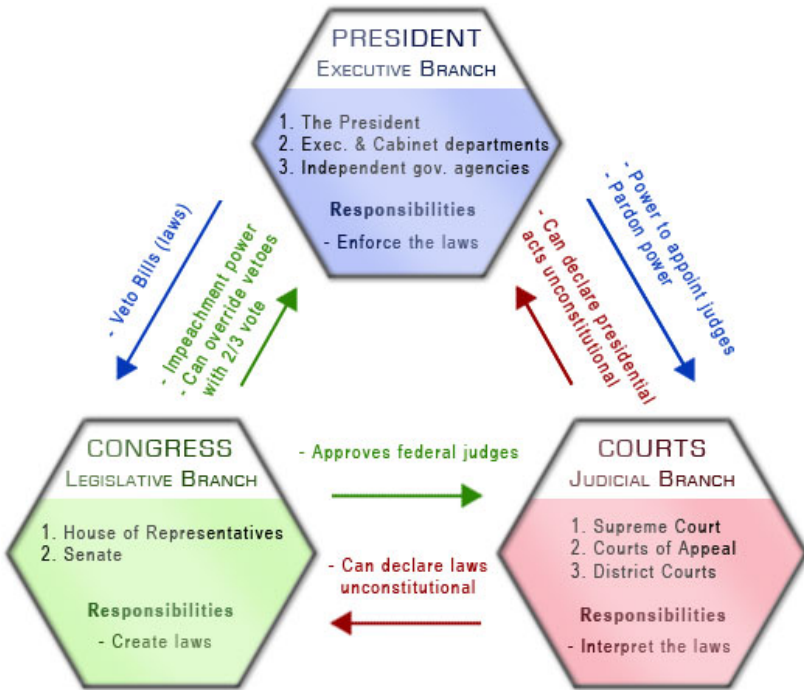 PRESIDENT
EXECUTIVE BRANCH
1. The President
2. Exec. & Cabinet departments
3. Independent gov. agencies
Responsibilities
- Enforce the laws
- Veto Bills (laws)
- Impeachment power
- Can override vetoes
with 2/3 vote
- Can declare presidential
acts unconstitutional
- Power to appoint judges
- Pardon power
CONGRESS
LEGISLATIVE BRANCH
1. House of Representatives
2. Senate
Responsibilities
- Create laws
- Approves federal judges
- Can declare laws
unconstitutional
COURTS
JUDICIAL BRANCH
1. Supreme Court
2. Courts of Appeal
3. District Courts
Responsibilities
- Interpret the laws